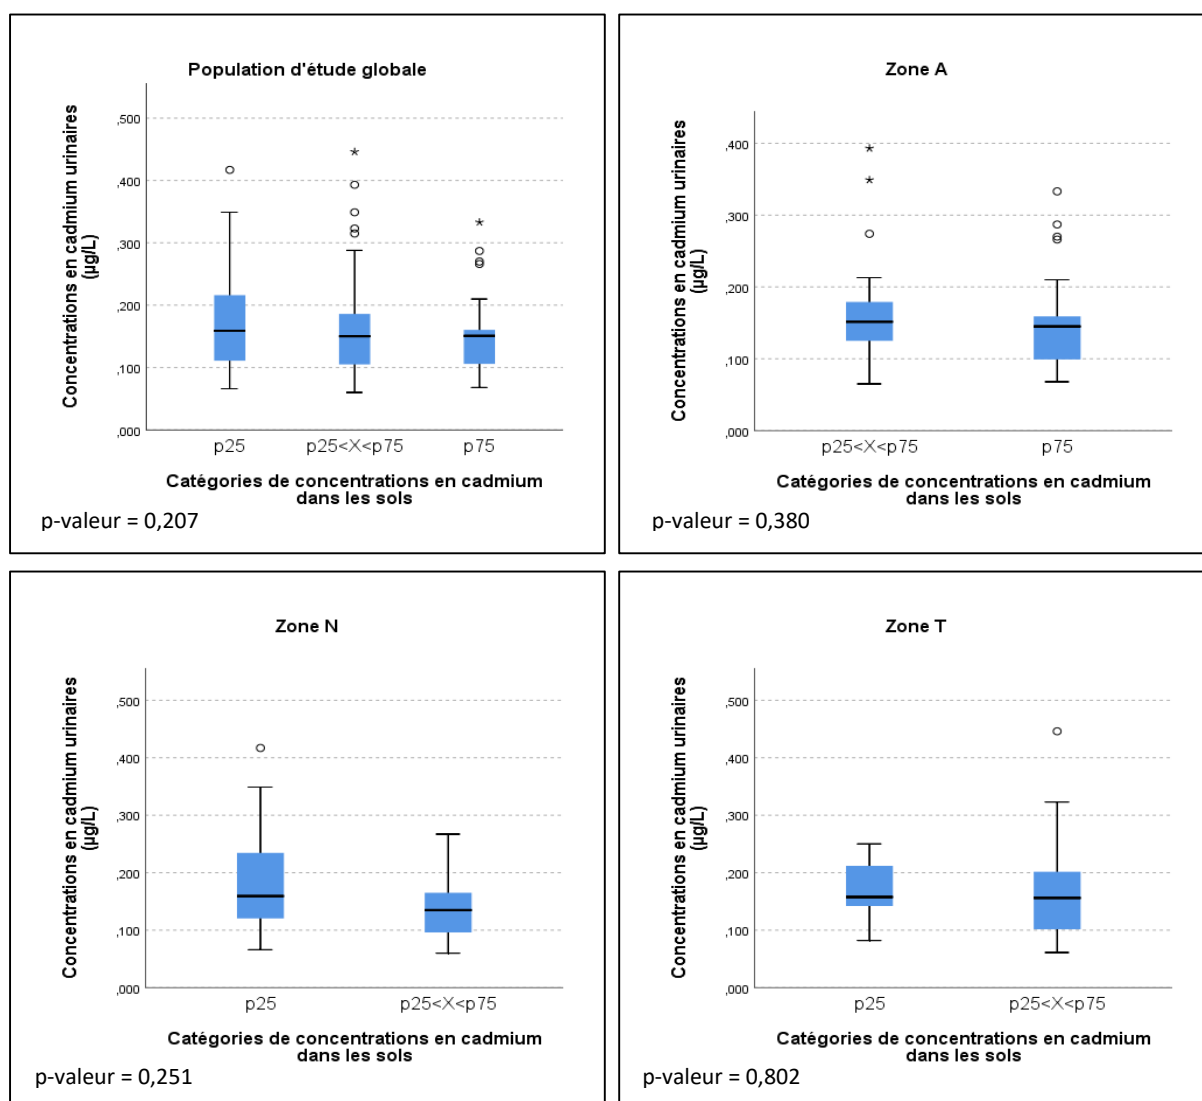 Population d'étude globale
Concentrations en cadmium urinaires
(µg/L)
,500
,400
,300
,200
,100
,000
p25
p25<X<p75
p75
Catégories de concentrations en cadmium
dans les sols
p-valeur = 0,207
Zone A
Concentrations en cadmium urinaires
(µg/L)
,400
,300
,200
,100
,000
p25<X<p75
p75
Catégories de concentrations en cadmium
dans les sols
p-valeur = 0,380
Zone N
Concentrations en cadmium urinaires
(µg/L)
,500
,400
,300
,200
,100
,000
p25
p25<X<p75
Catégories de concentrations en cadmium
dans les sols
p-valeur = 0,251
Zone T
Concentrations en cadmium urinaires
(µg/L)
,500
,400
,300
,200
,100
,000
p25
p25<X<p75
Catégories de concentrations en cadmium
dans les sols
p-valeur = 0,802